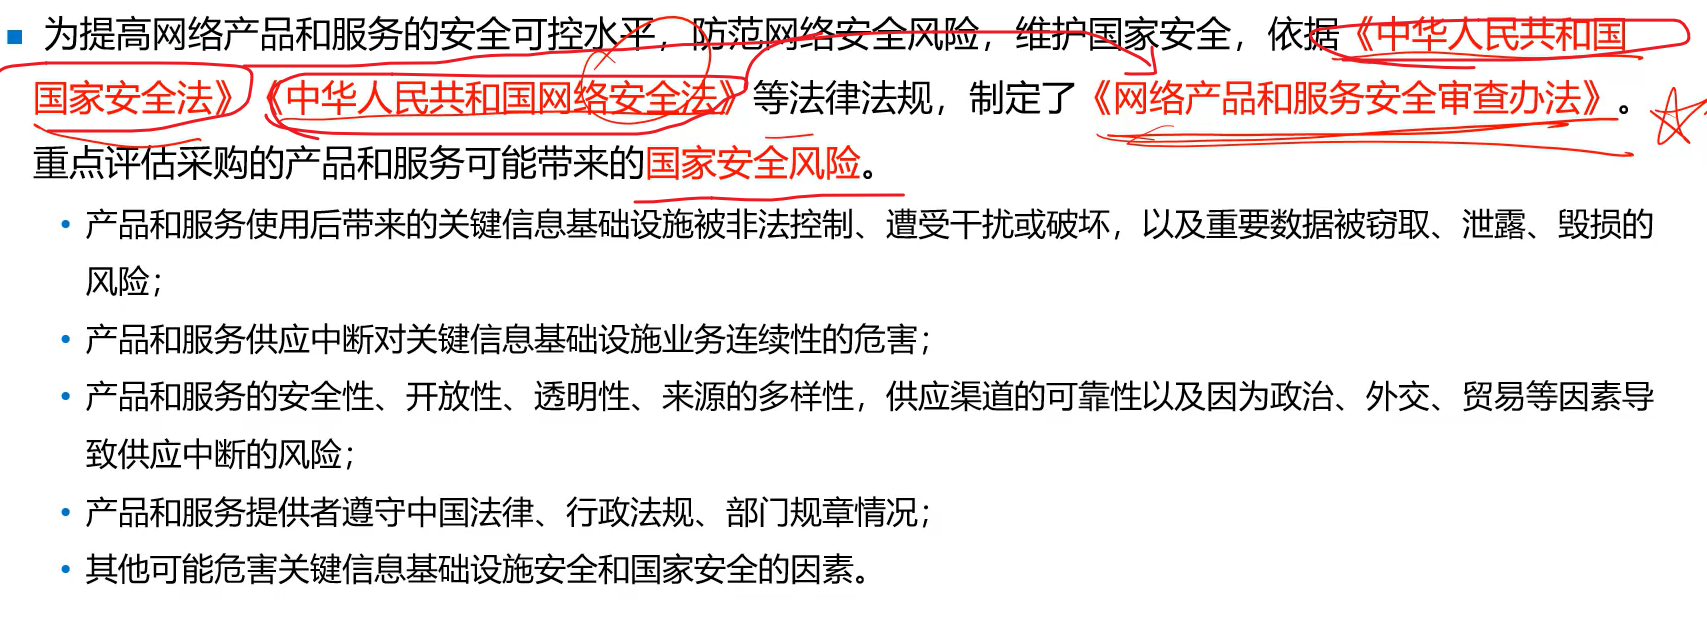 为提高网络产品和服务的安全可控水平，防范网络安全风险，维护国家安全，依据《中华人民共和国
国家安全法》《中华人民共和国网络安全法》等法律法规，制定了《网络产品和服务安全审查办法》。
重点评估采购的产品和服务可能带来的国家安全风险。
产品和服务使用后带来的关键信息基础设施被非法控制、遭受干扰或破坏，以及重要数据被窃取、泄露、毁损的
风险；
产品和服务供应中断对关键信息基础设施业务连续性的危害；
产品和服务的安全性、开放性、透明性、来源的多样性，供应渠道的可靠性以及因为政治、外交、贸易等因素导
致供应中断的风险；
产品和服务提供者遵守中国法律、行政法规、部门规章情况；
其他可能危害关键信息基础设施安全和国家安全的因素。